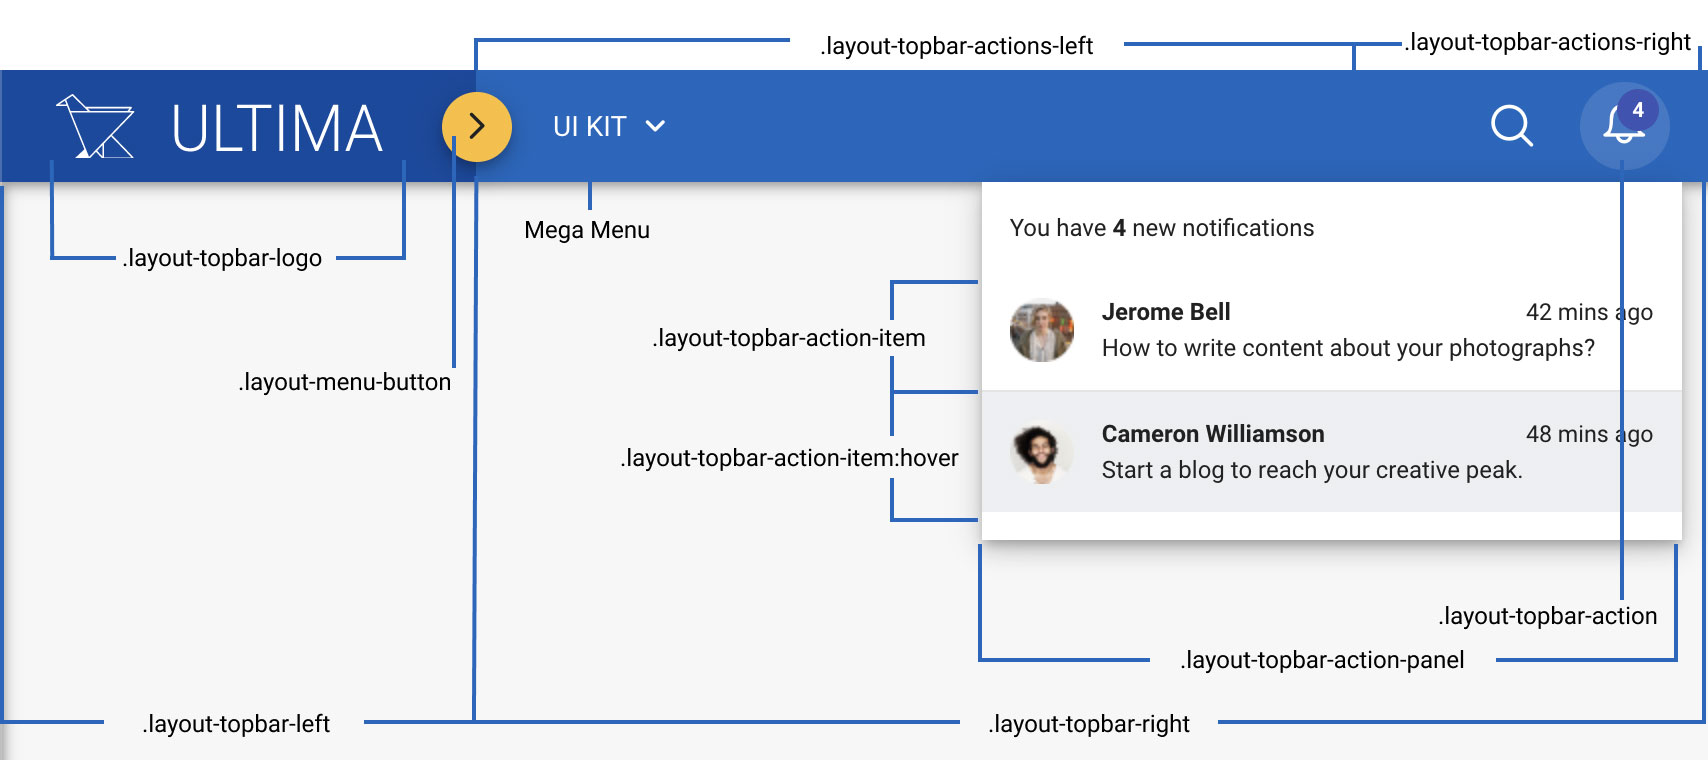 .layout-topbar-actions-left
.layout-topbar-actions-right
ULTIMA
UI KIT
4
Mega Menu
.layout-topbar-logo
You have 4 new notifications
Jerome Bell
42 mins ago
How to write content about your photographs?
.layout-topbar-action-item
.layout-menu-button
Cameron Williamson
48 mins ago
Start a blog to reach your creative peak.
.layout-topbar-action-item:hover
.layout-topbar-action
.layout-topbar-action-panel
.layout-topbar-left
.layout-topbar-right